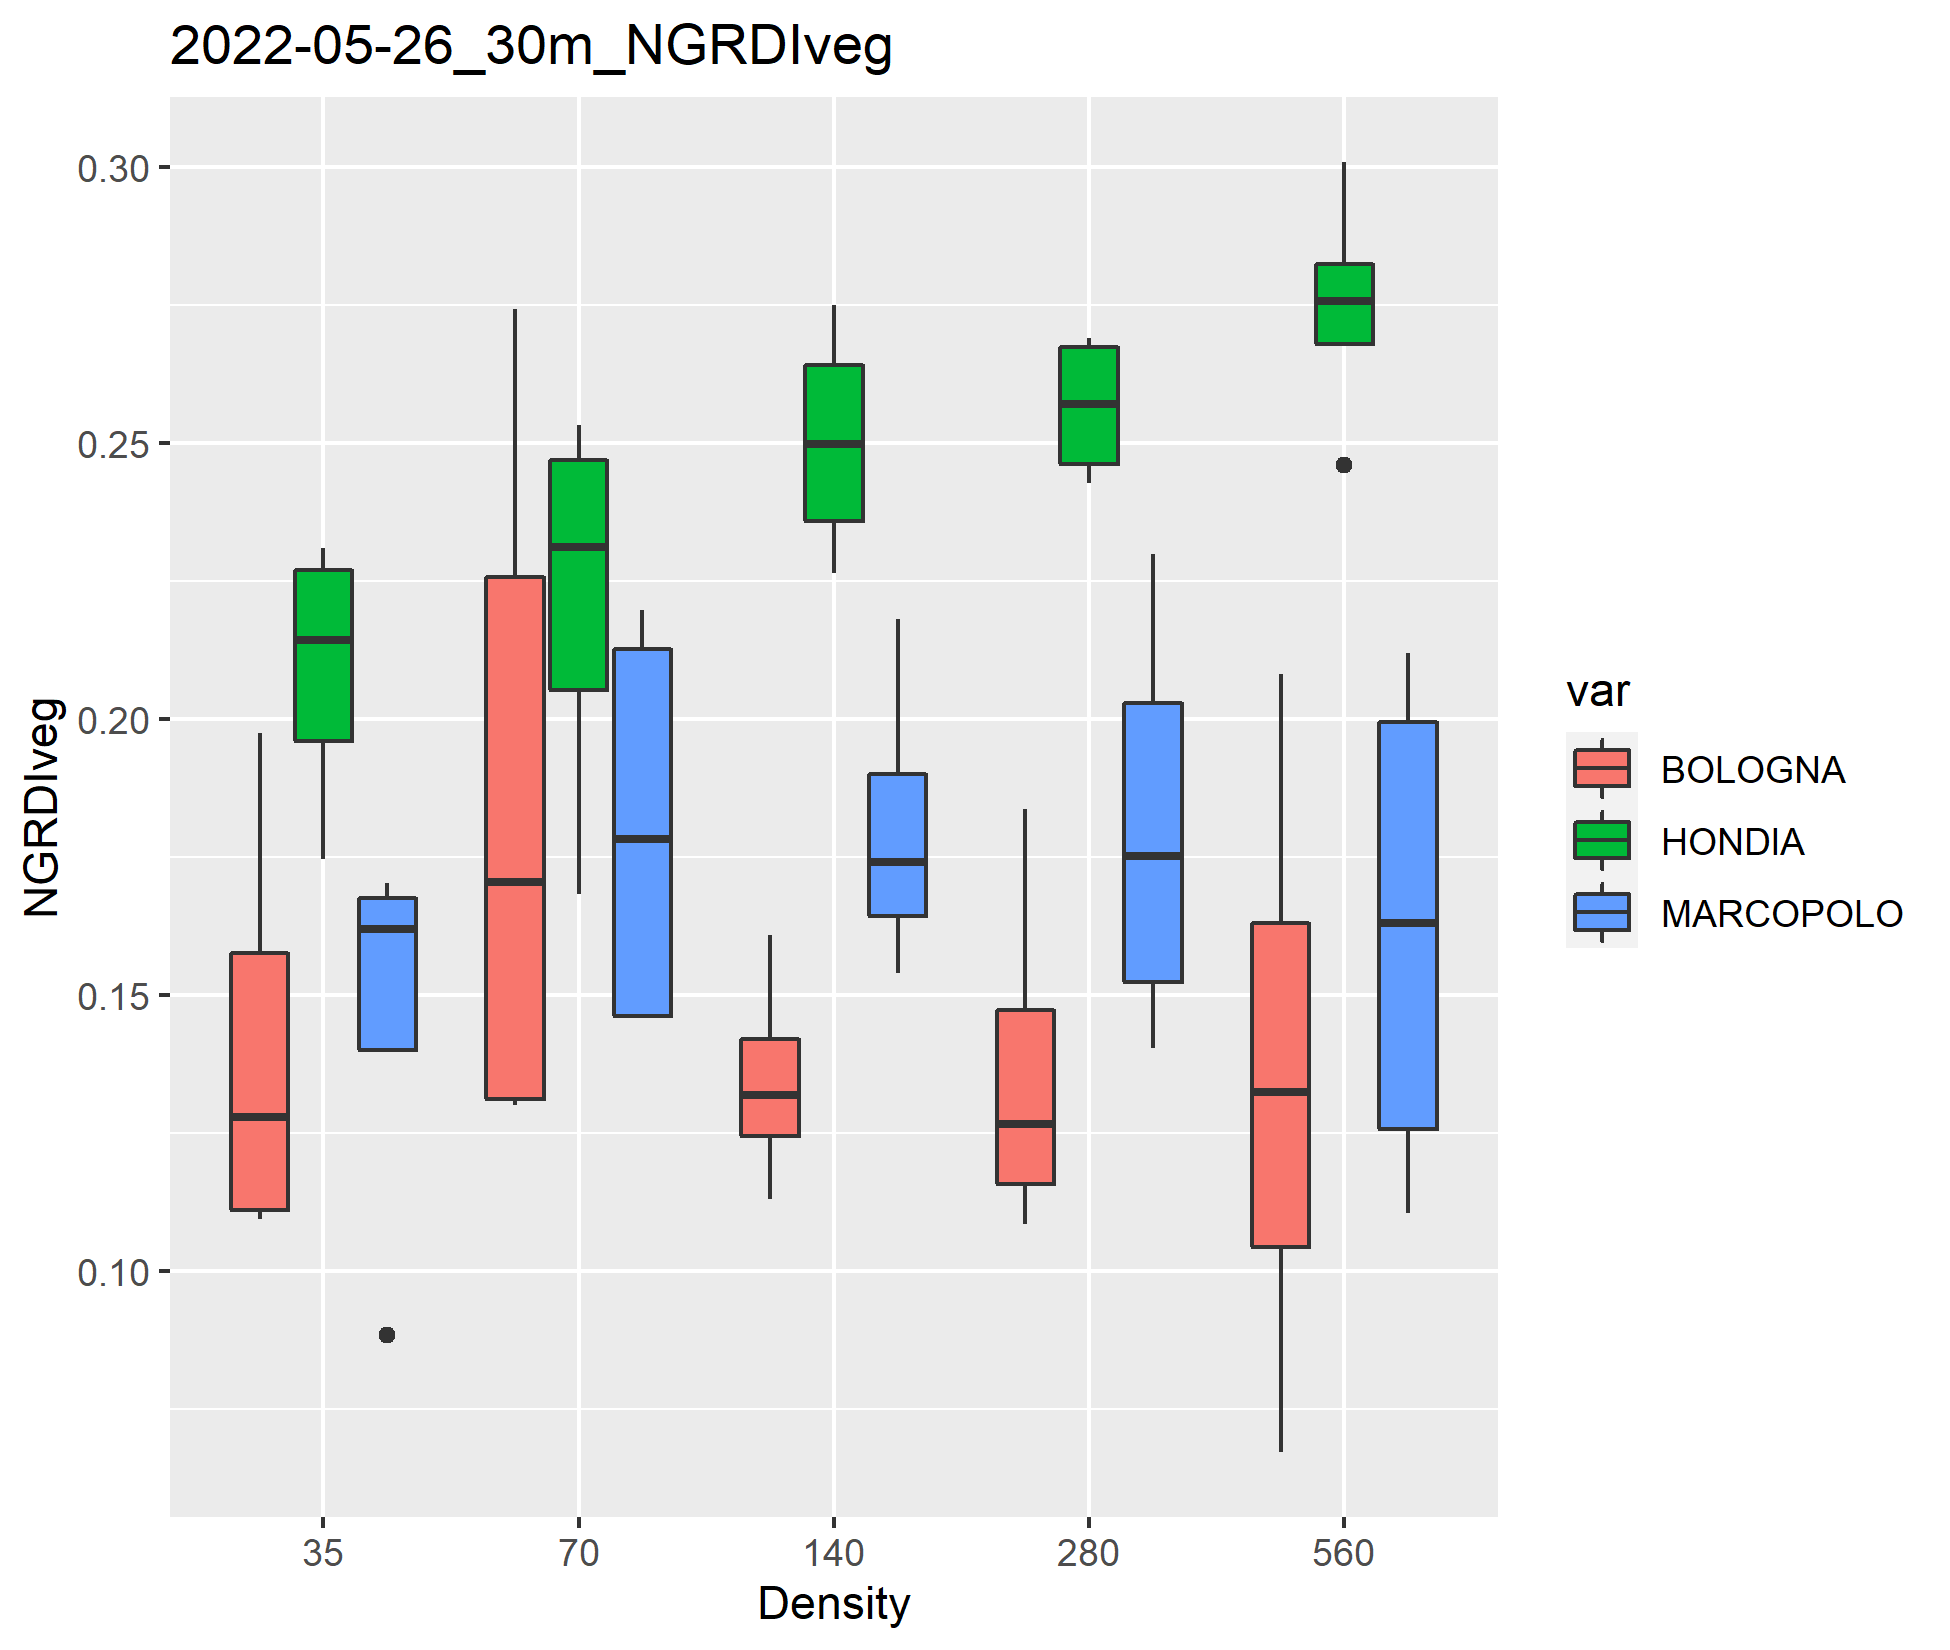 2022-05-26_30m_NGRDIveg
NGRDIveg
0.30
0.25
0.20
0.15
0.10
35 70 140 280 560
Density
var
BOLOGNA
HONDIA
MARCOPOLO